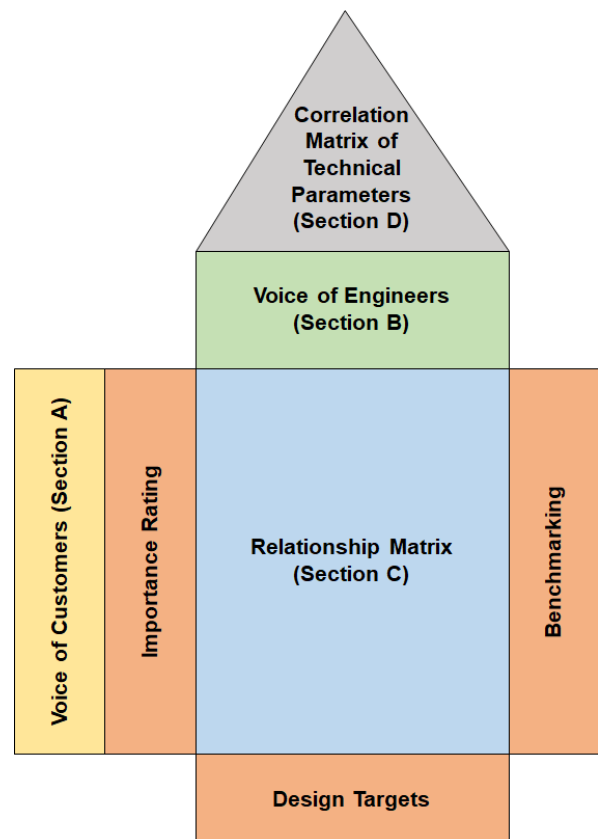 Correlation
Matrix of
Technical
Parameters
(Section D)
Voice of Engineers
(Section B)
Voice of Customers (Section A)
Importance Rating
Relationship Matrix
(Section C)
Benchmarking
Design Targets